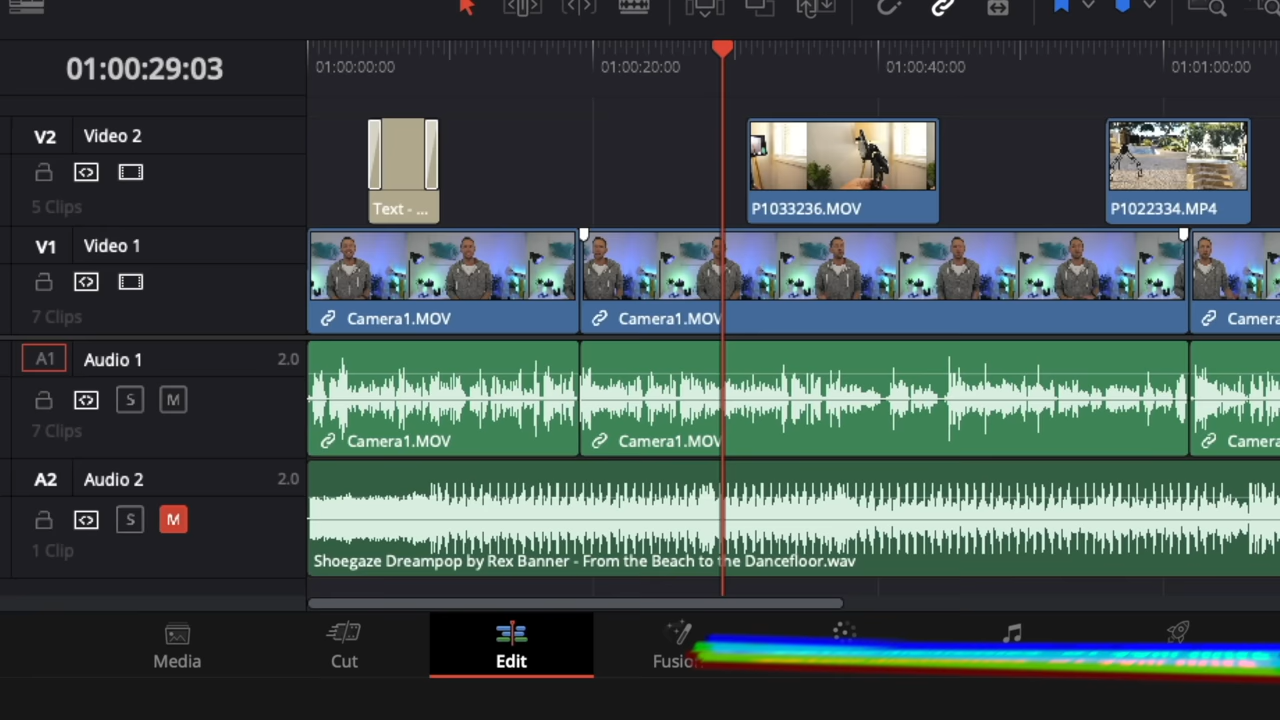 01:00:29:03
01:00:00:00 01:00:20:00 01:00:40:00 01:01:00:00
V2 Video 2
5 Clips
Text - ...
P1033236.MOV
P1022334.MP4
V1 Video 1
7 Clips
Camera1.MOV
Camera1.MOV
Camera
A1 Audio 1 2.0
S M
7 Clips
Camera1.MOV
Camera1.MOV
Camera
A2 Audio 2 2.0
S M
1 Clip
Shoegaze Dreampop by Rex Banner - From the Beach to the Dancefloor.wav
Media Cut Edit Fusion